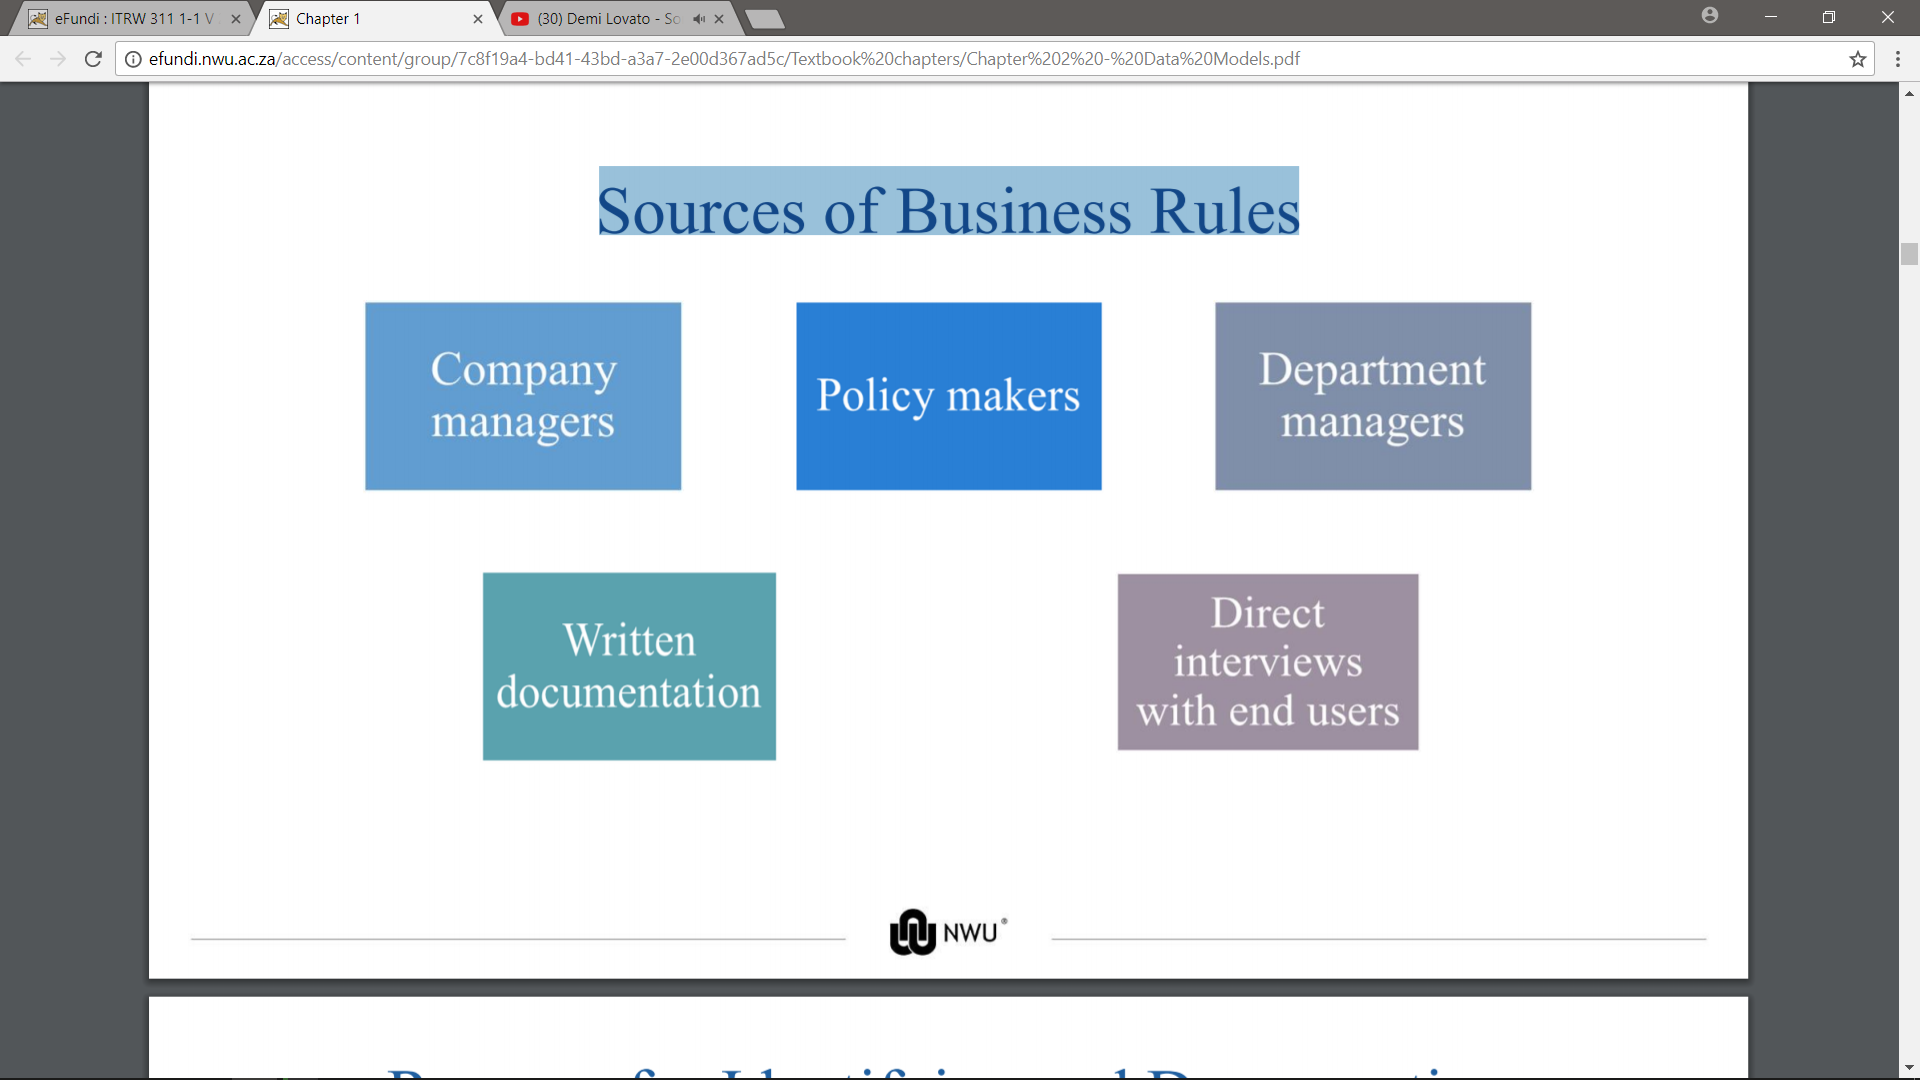 eFundi : ITRW 311 1-1 V
Chapter 1
(30) Demi Lovato - So
efundi.nwu.ac.za/access/content/group/7c8f19a4-bd41-43bd-a3a7-2e00d367ad5c/Textbook%20chapters/Chapter%202%20-%20Data%20Models.pdf
Sources of Business Rules
Company
managers
Policy makers
Department
managers
Written
documentation
Direct
interviews
with end users
NWU®